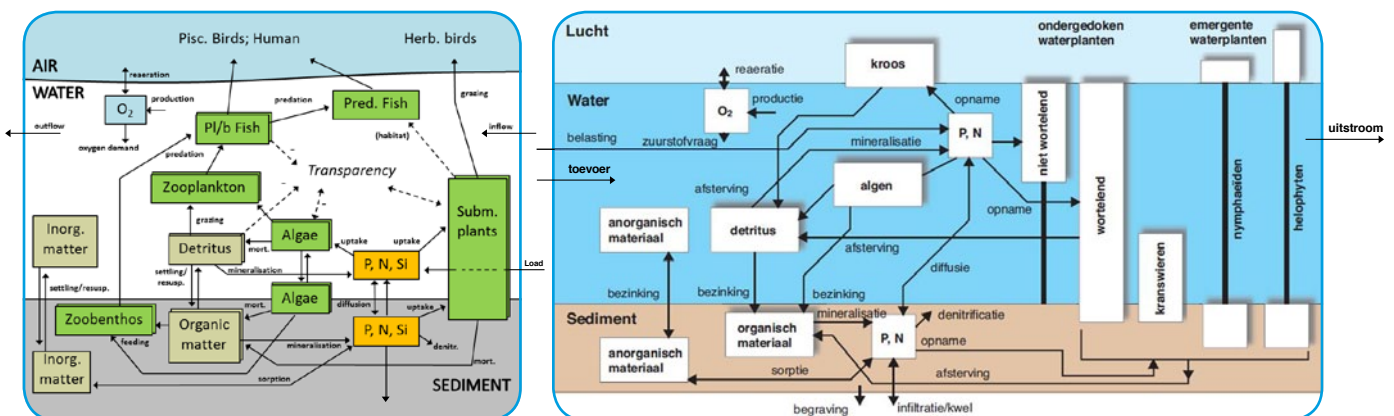 Pisc. Birds; Human
Herb. birds
AIR
WATER
reaeration
O2
production
oxygen demand
outflow
inflow
predation
Pl/b Fish
Pred. Fish
(habitat)
grazing
predation
Transparency
Zooplankton
grazing
Subm.
plants
Inorg.
matter
Detritus
mort.
Algae
uptake
uptake
P, N, Si
Load
mineralisation
settling/
resusp.
settling/resusp.
Zoobenthos
feeding
Organic
matter
mort.
Algae
diffusion
uptake
P, N, Si
denitr.
mineralisation
mort.
Inorg.
matter
sorption
SEDIMENT
Lucht
ondergedoken
waterplanten
emergente
waterplanten
kroos
reaeratie
Water
O2
productie
opname
belasting
zuurstofvraag
mineralisatie
P, N
niet wortelend
uitstroom
toevoer
afsterving
algen
opname
wortelend
nymphaeiden
helophyten
anorganisch
materiaal
detritus
afsterving
kranswieren
diffusie
bezinking
bezinking
bezinking
Sediment
organisch
materiaal
mineralisatie
P, N
denitrificatie
opname
anorganisch
materiaal
sorptie
afsterving
begraving
infiltratie/kwel